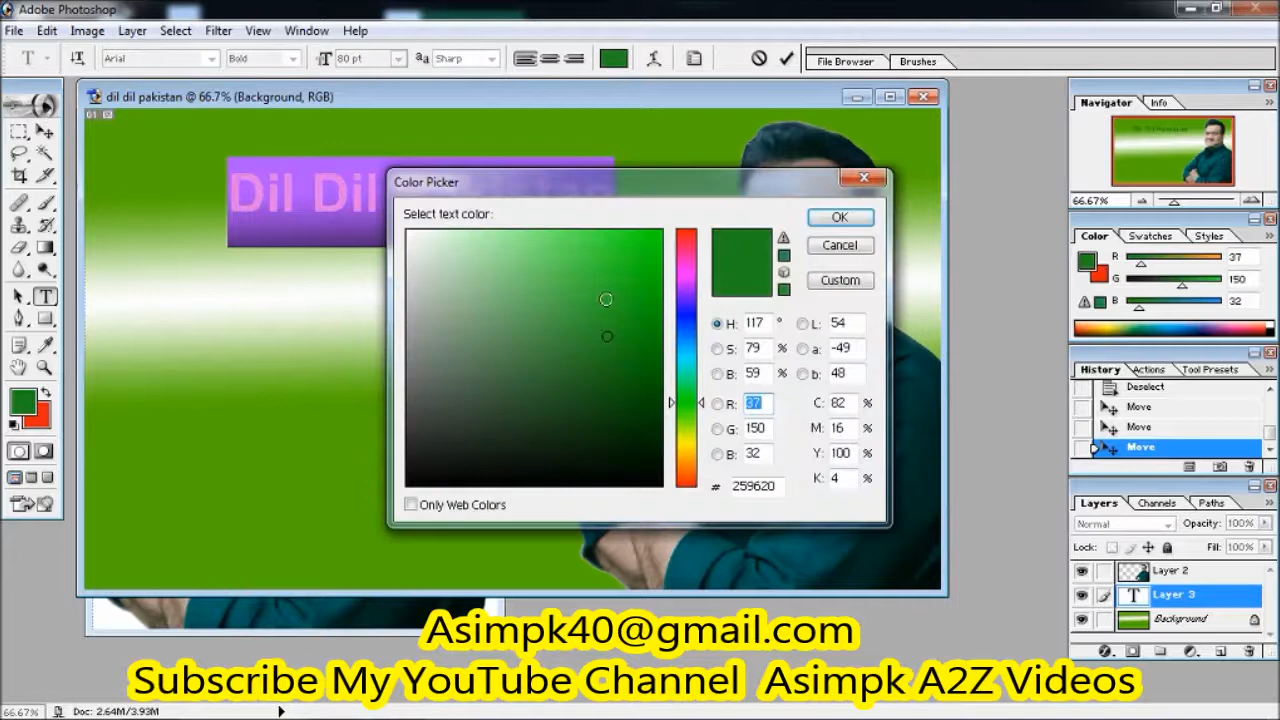 Adobe Photoshop
File Edit Image Layer Select Filter View Window Help
T Arial Bold 80 pt Sharp File Browser Brushes
dil dil pakistan @ 66.7% (Background, RGB)
01
Dil Dil
Color Picker
Select text color:
OK
Cancel
Custom
H: 117 ° L: 54
S: 79 % a: -49
B: 59 % b: 48
R: 37 C: 82 %
G: 150 M: 16 %
B: 32 Y: 100 %
# 259620 K: 4 %
Only Web Colors
Navigator Info
66.67%
Color Swatches Styles
R 37
G 150
B 32
History Actions Tool Presets
Deselect
Move
Move
Move
Layers Channels Paths
Normal Opacity: 100%
Lock: Fill: 100%
Layer 2
T Layer 3
Background
Asimpk40@gmail.com
Subscribe My YouTube Channel Asimpk A2Z Videos
66.67% Doc: 2.64M/3.93M